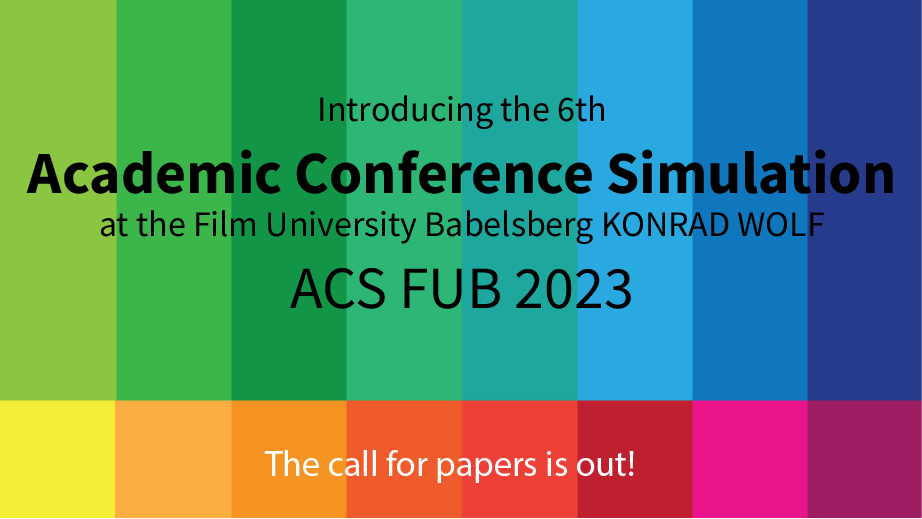 Introducing the 6th
Academic Conference Simulation
at the Film University Babelsberg KONRAD WOLF
ACS FUB 2023
The call for papers is out!